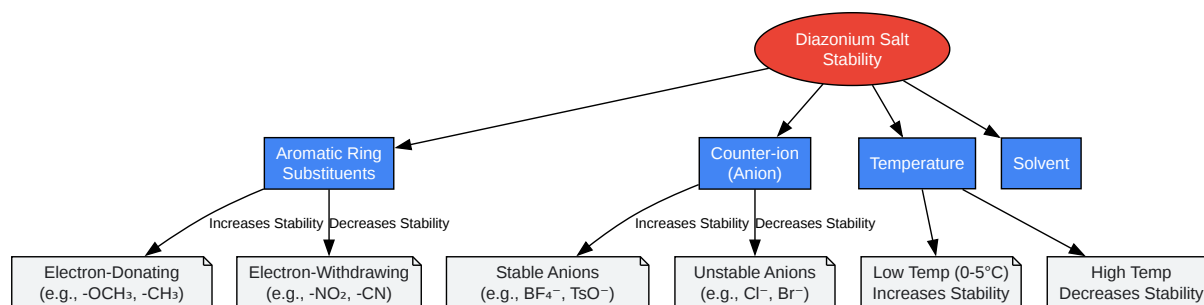 Diazonium Salt
Stability
Aromatic Ring
Substituents
Counter-ion
(Anion)
Temperature
Solvent
Increases Stability
Decreases Stability
Increases Stability
Decreases Stability
Electron-Donating
(e.g., -OCH₃, -CH₃)
Electron-Withdrawing
(e.g., -NO₂, -CN)
Stable Anions
(e.g., BF₄⁻, TsO⁻)
Unstable Anions
(e.g., Cl⁻, Br⁻)
Low Temp (0-5°C)
Increases Stability
High Temp
Decreases Stability